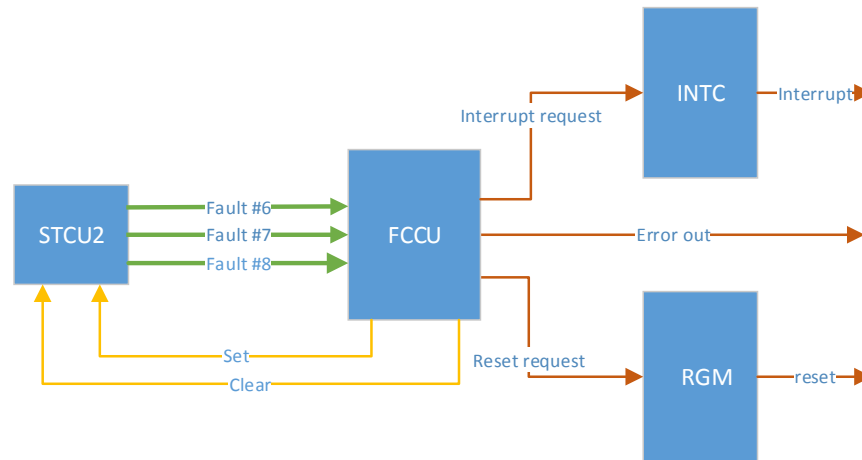 INTC
Interrupt
Interrupt request
STCU2
Fault #6
Fault #7
Fault #8
FCCU
Error out
Set
Clear
Reset request
RGM
reset